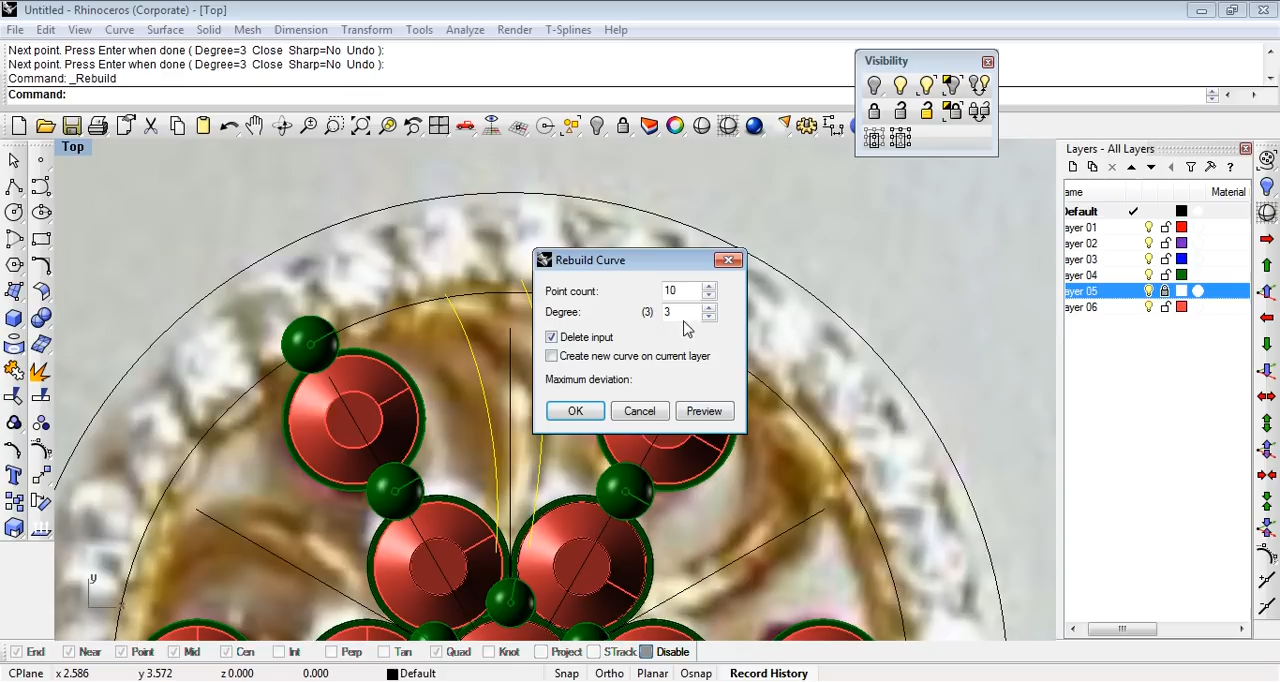 Untitled - Rhinoceros (Corporate) - [Top]
File Edit View Curve Surface Solid Mesh Dimension Transform Tools Analyze Render T-Splines Help
Next point. Press Enter when done ( Degree=3 Close Sharp=No Undo ):
Next point. Press Enter when done ( Degree=3 Close Sharp=No Undo ):
Command: _Rebuild
Command:
Visibility
Top
Layers - All Layers
ame Material
Default
ayer 01
ayer 02
ayer 03
ayer 04
ayer 05
ayer 06
Rebuild Curve
Point count: 10
Degree: (3) 3
Delete input
Create new curve on current layer
Maximum deviation:
OK Cancel Preview
y
End Near Point Mid Cen Int Perp Tan Quad Knot Project STrack Disable
CPlane x 2.586 y 3.572 z 0.000 0.000 Default Snap Ortho Planar Osnap Record History